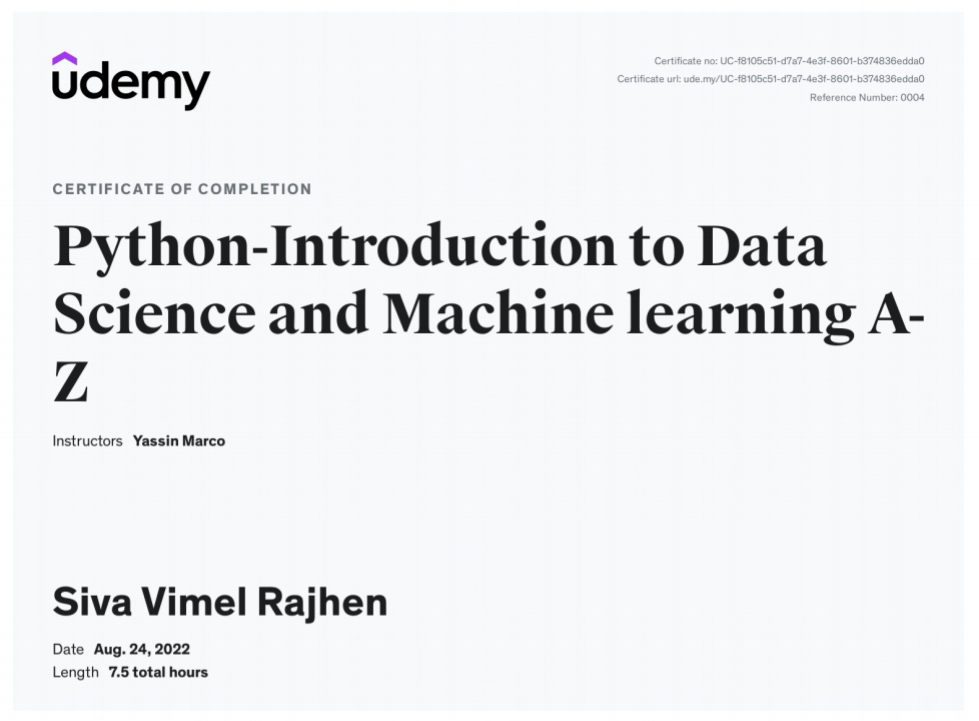 udemy
Certificate no: UC-f8105c51-d7a7-4e3f-8601-b374836edda0
Certificate url: ude.my/UC-f8105c51-d7a7-4e3f-8601-b374836edda0
Reference Number: 0004
CERTIFICATE OF COMPLETION
Python-Introduction to Data
Science and Machine learning A-
Z
Instructors Yassin Marco
Siva Vimel Rajhen
Date Aug. 24, 2022
Length 7.5 total hours